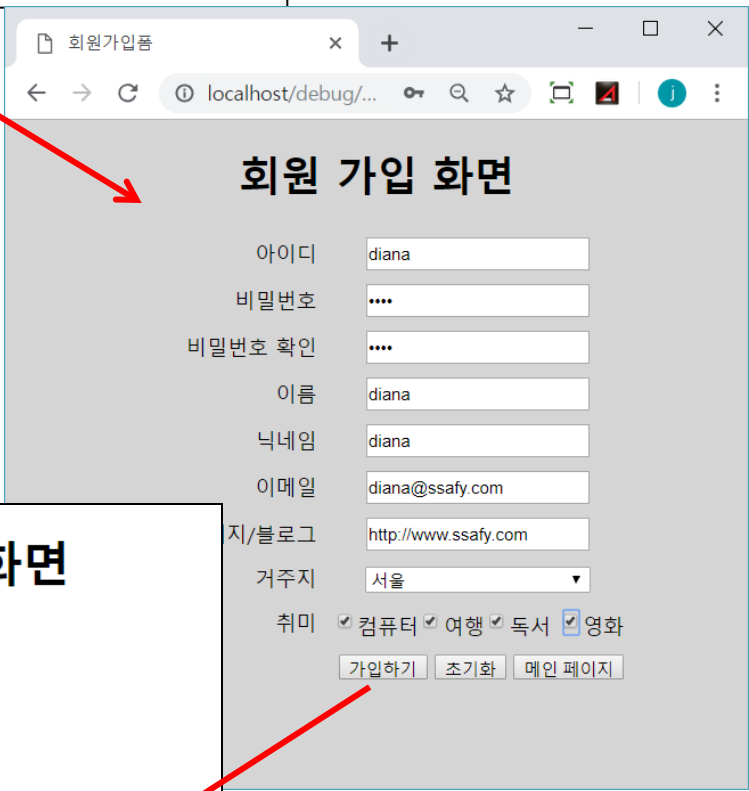 회원가입폼
localhost/debug/...
j
회원 가입 화면
아이디 diana
비밀번호 ••••
비밀번호 확인 ••••
이름 diana
닉네임 diana
이메일 diana@ssafy.com
지/블로그 http://www.ssafy.com
거주지 서울
취미 컴퓨터 여행 독서 영화
가입하기 초기화 메인 페이지
화면